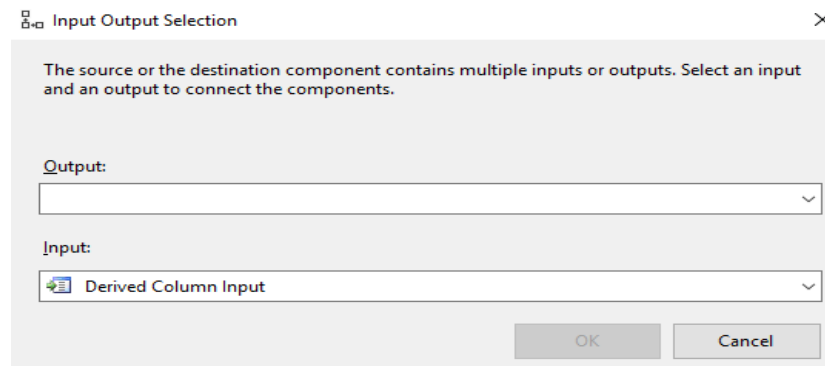 Input Output Selection
The source or the destination component contains multiple inputs or outputs. Select an input
and an output to connect the components.
Output:
Input:
Derived Column Input
OK
Cancel